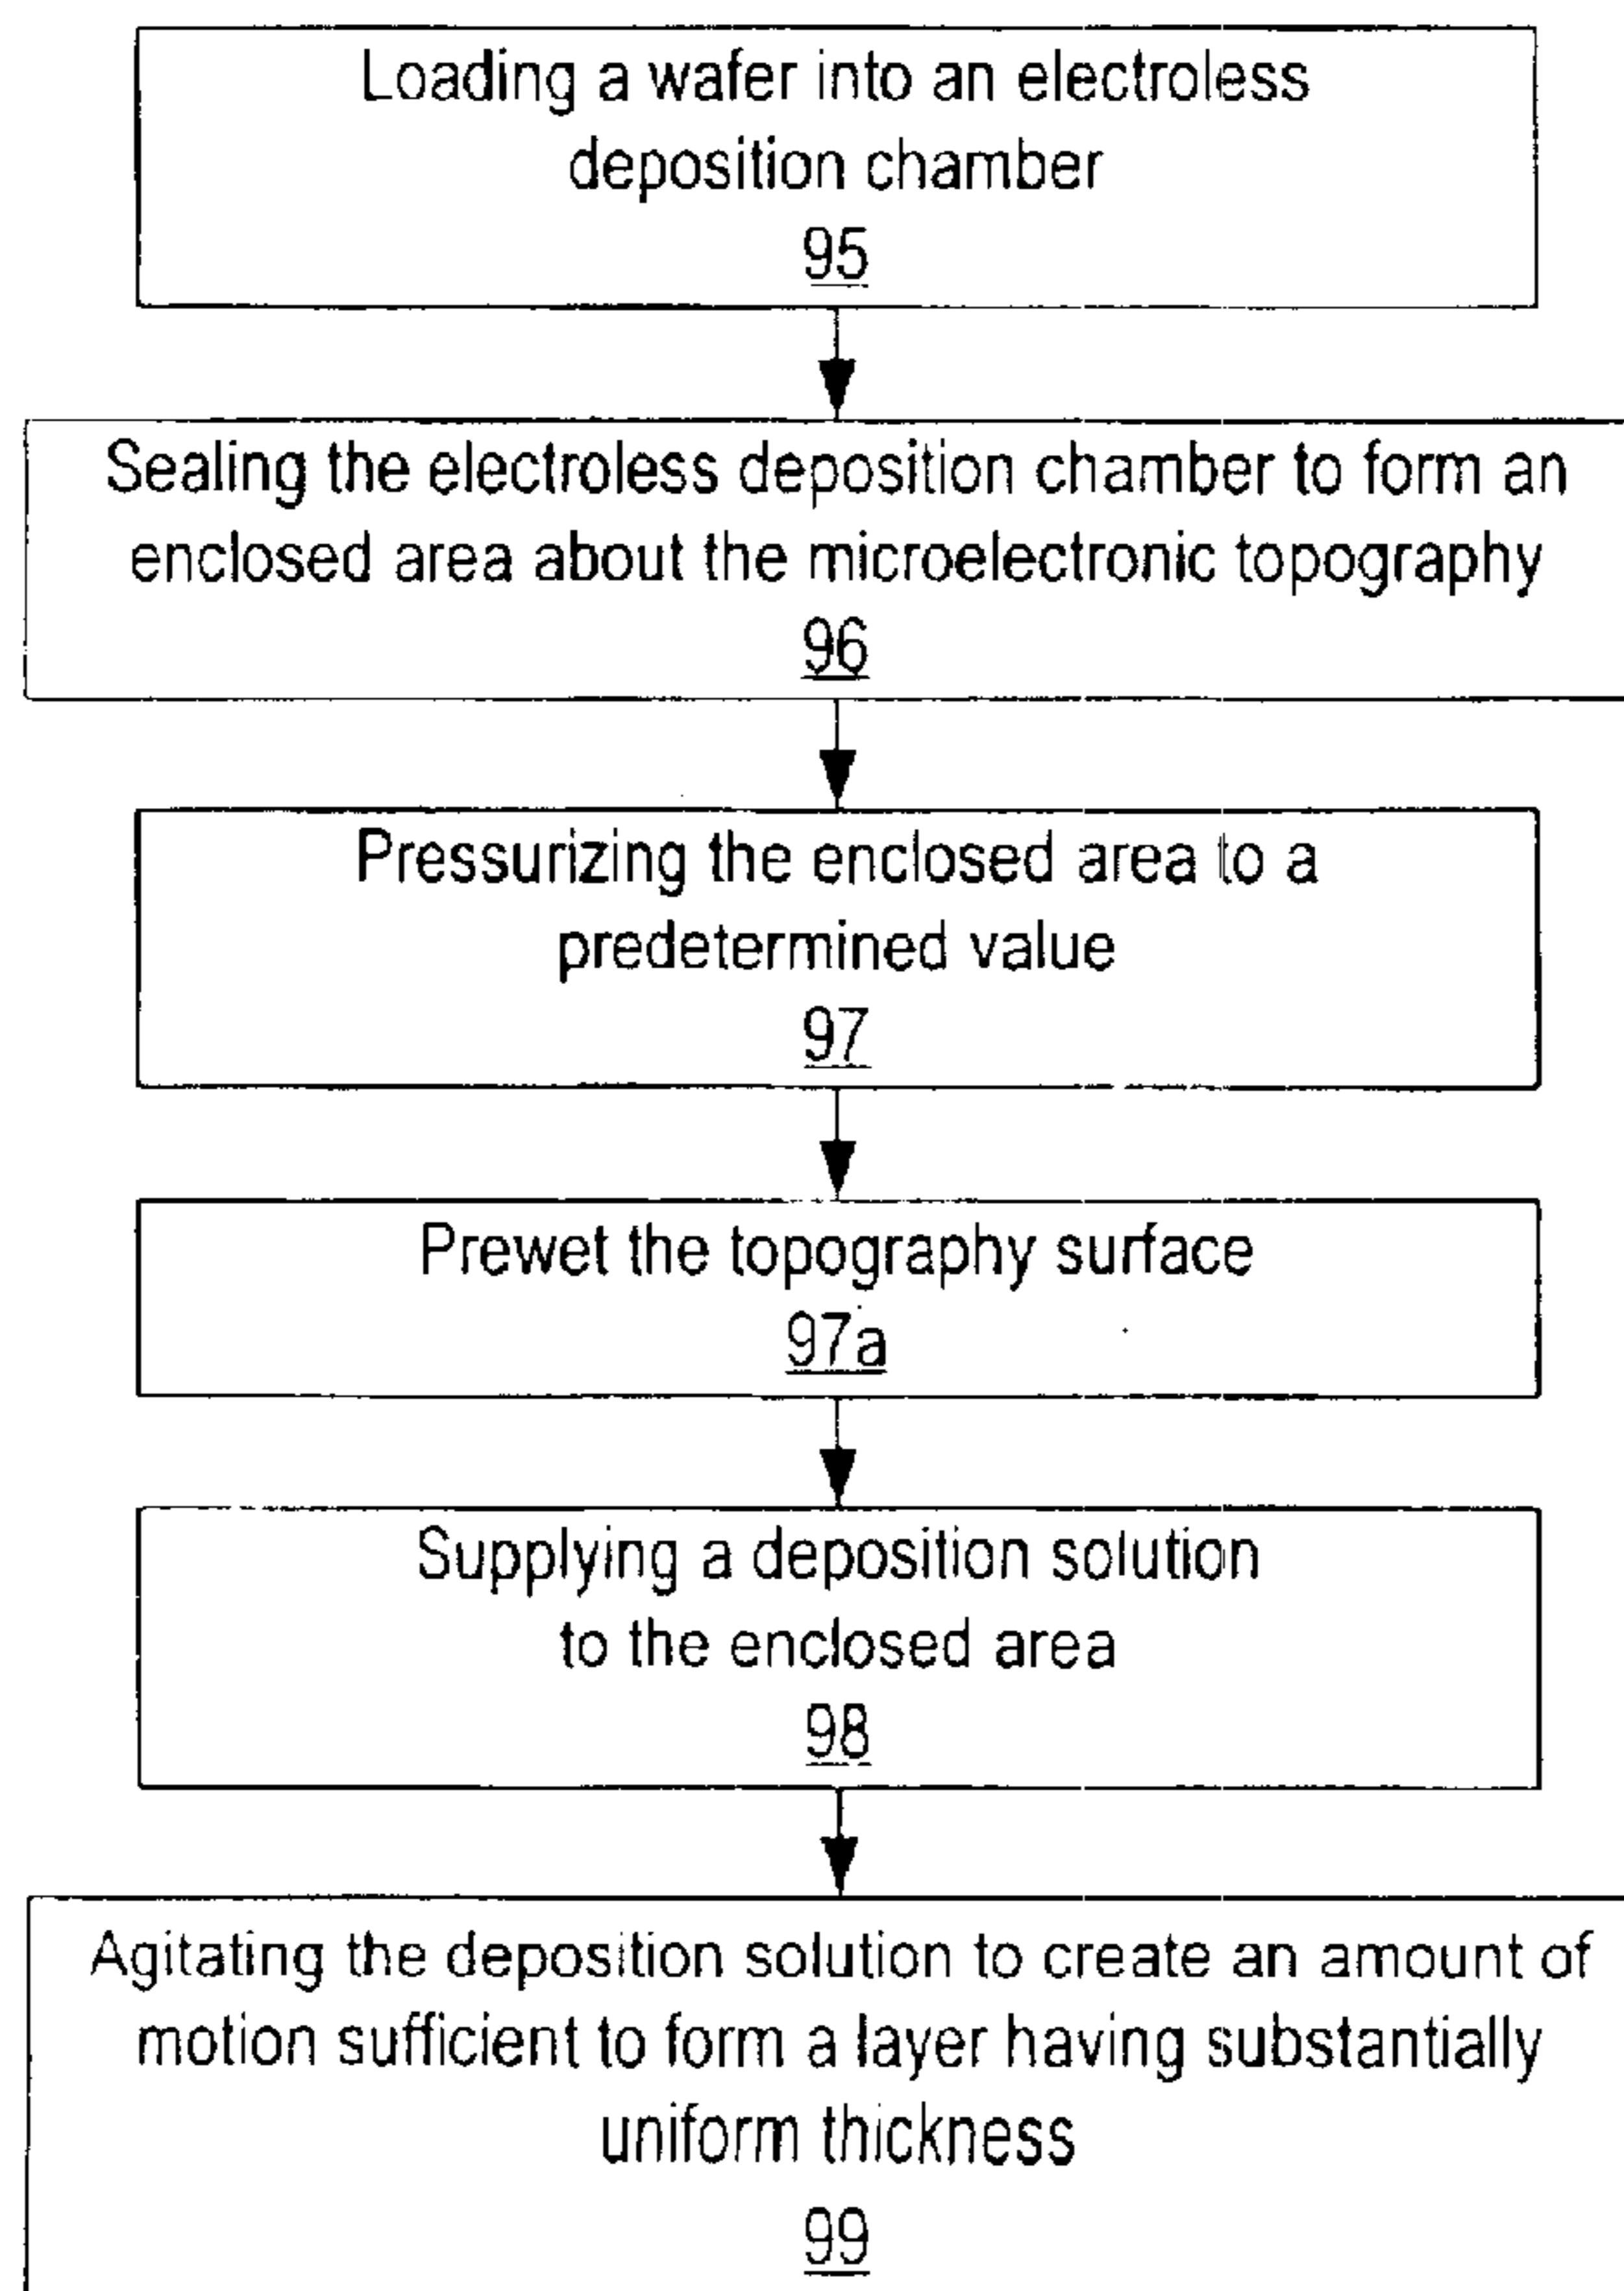 Loading a wafer into an electroless
deposition chamber
95
Sealing the electroless deposition chamber to form an
enclosed area about the microelectronic topography
96
Pressurizing the enclosed area to a
predetermined value
97
Prewet the topography surface
97a
Supplying a deposition solution
to the enclosed area
98
Agitating the deposition solution to create an amount of
motion sufficient to form a layer having substantially
uniform thickness
99